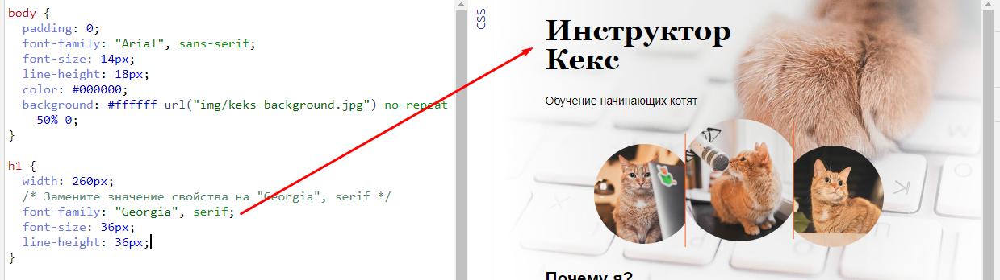 body {
padding: 0;
font-family: "Arial", sans-serif;
font-size: 14px;
line-height: 18px;
color: #000000;
background: #ffffff url("img/keks-background.jpg") no-repeat
50% 0;
}
h1 {
width: 260px;
/* Замените значение свойства на "Georgia", serif */
font-family: "Georgia", serif;
font-size: 36px;
line-height: 36px;
}
CSS
Инструктор
Кекс
Обучение начинающих котят
Почему я?